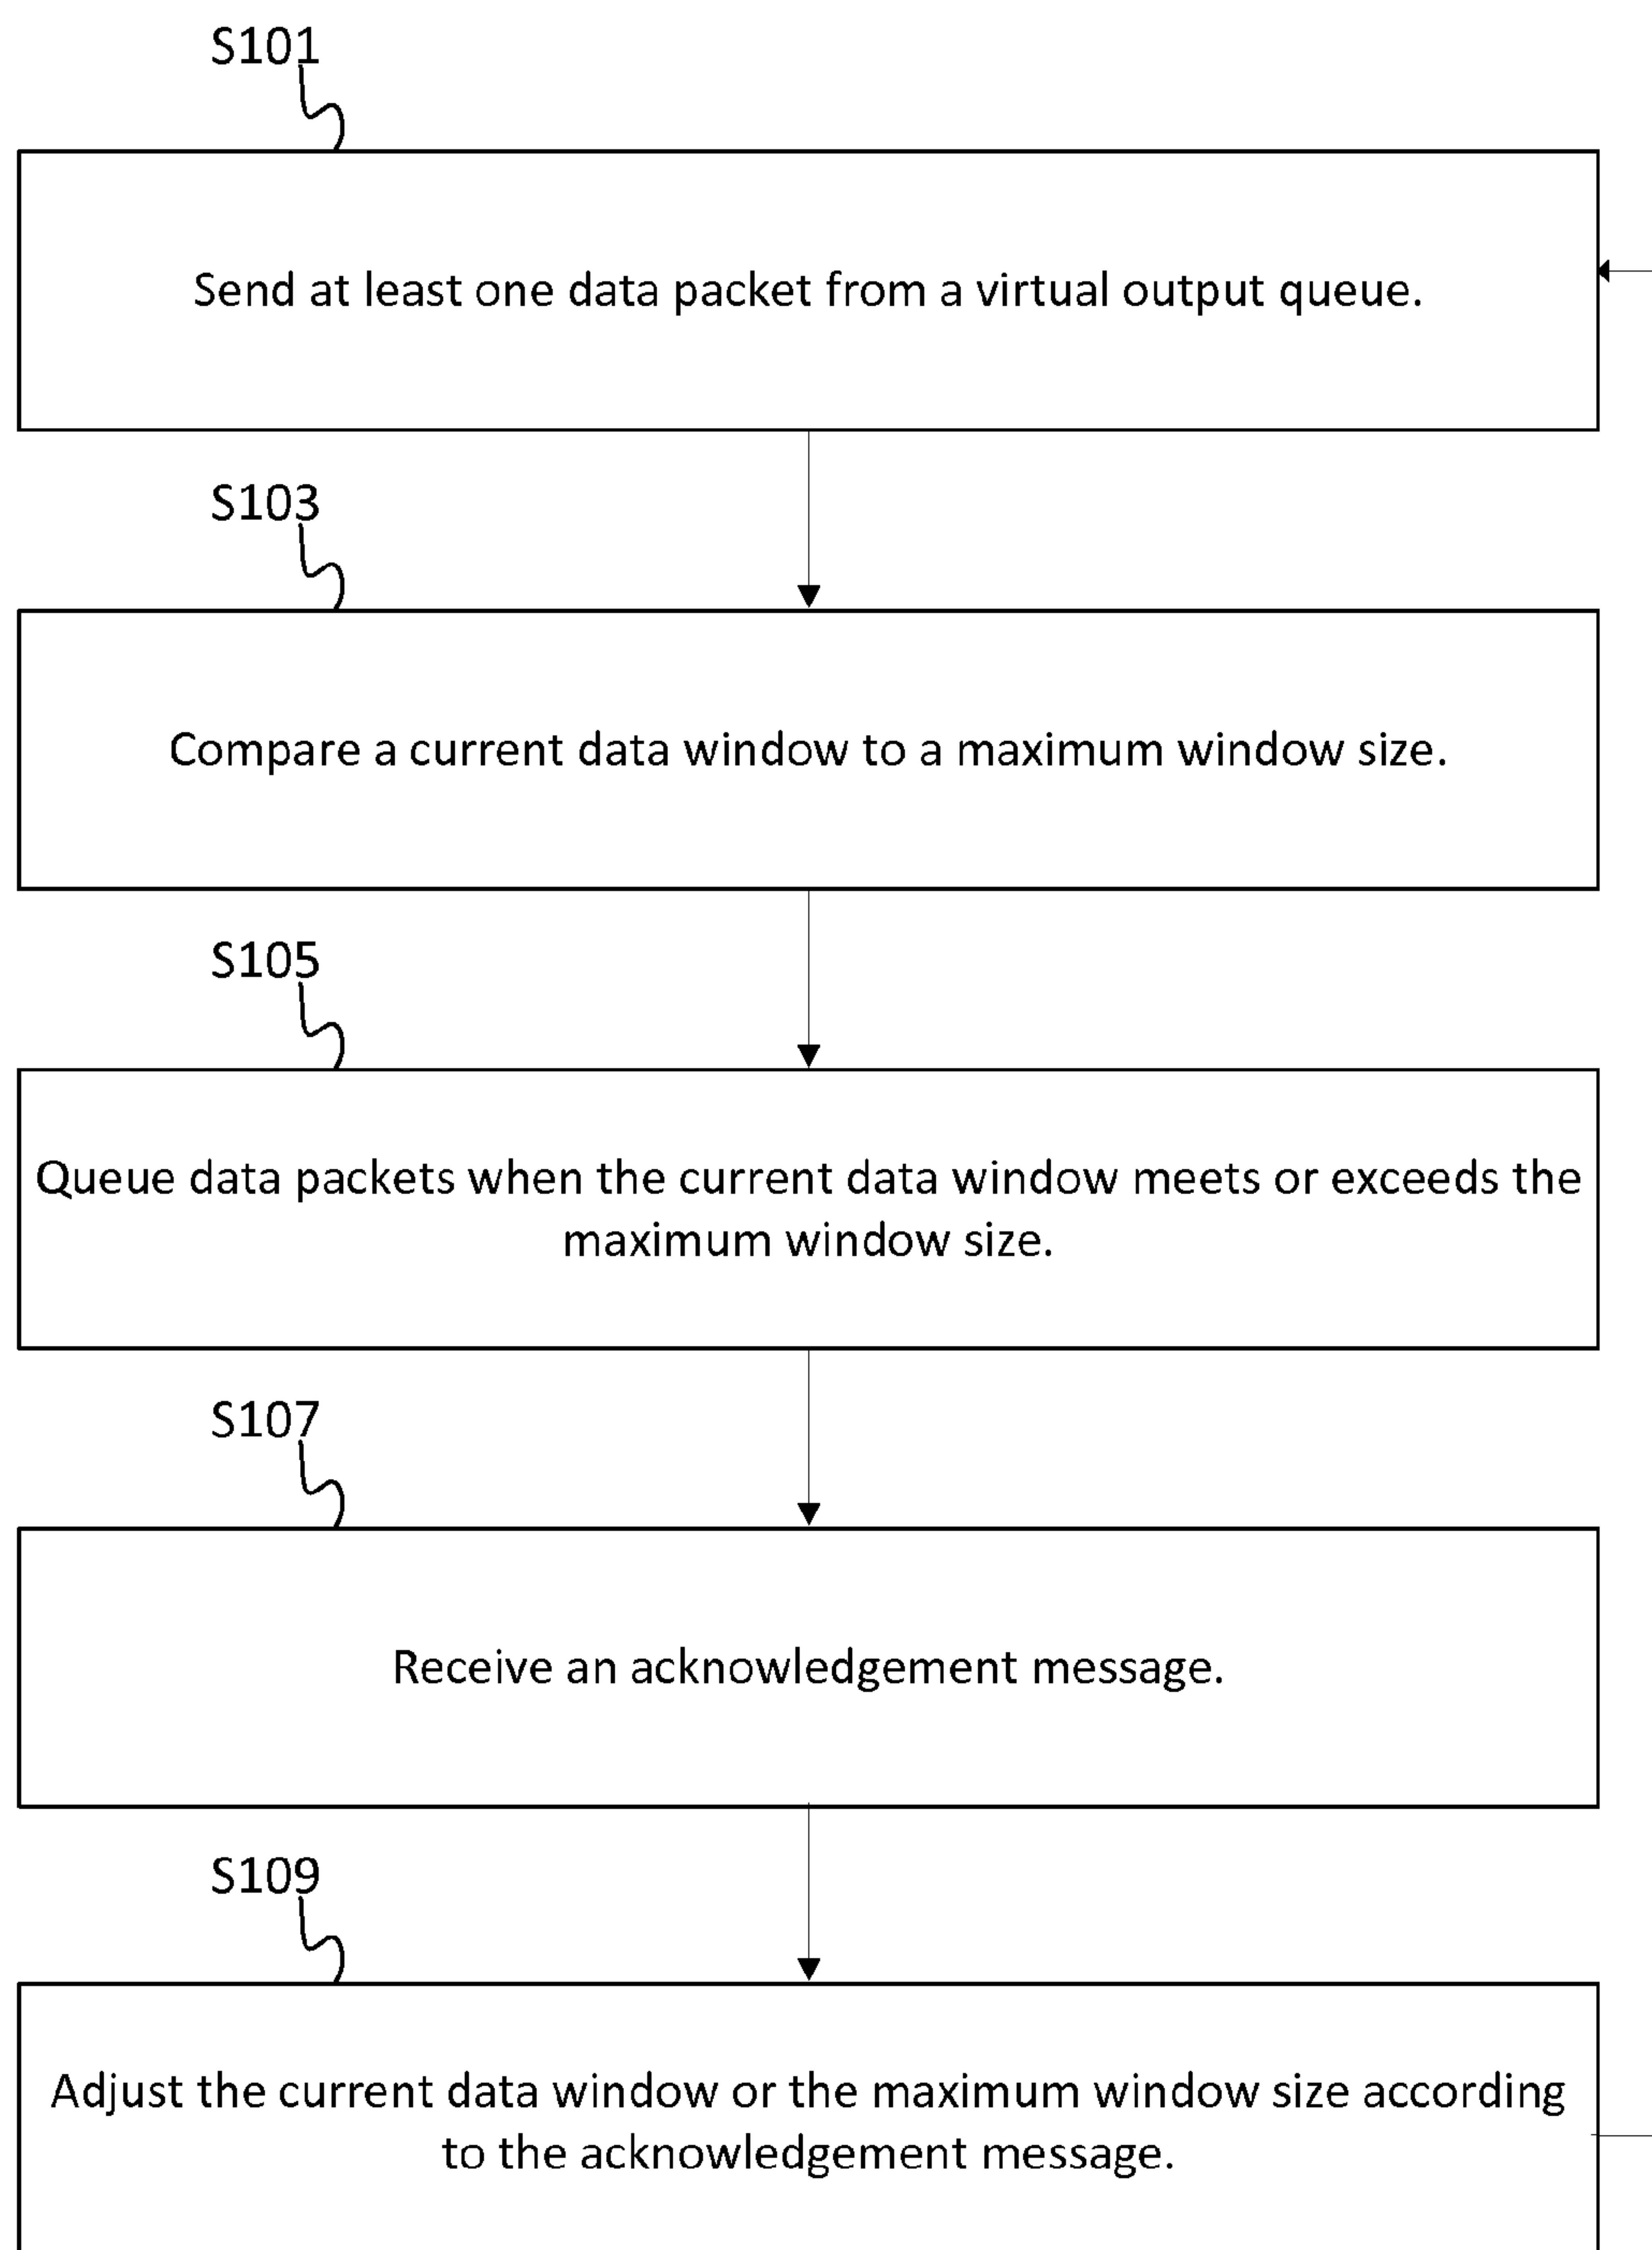 S101
Send at least one data packet from a virtual output queue.
S103
Compare a current data window to a maximum window size.
S105
Queue data packets when the current data window meets or exceeds the
maximum window size.
S107
Receive an acknowledgement message.
S109
Adjust the current data window or the maximum window size according
to the acknowledgement message.